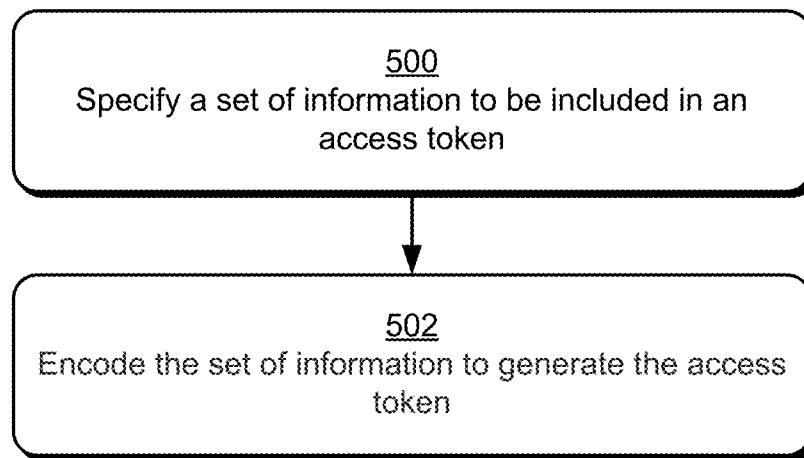 500
Specify a set of information to be included in an
access token
502
Encode the set of information to generate the access
token